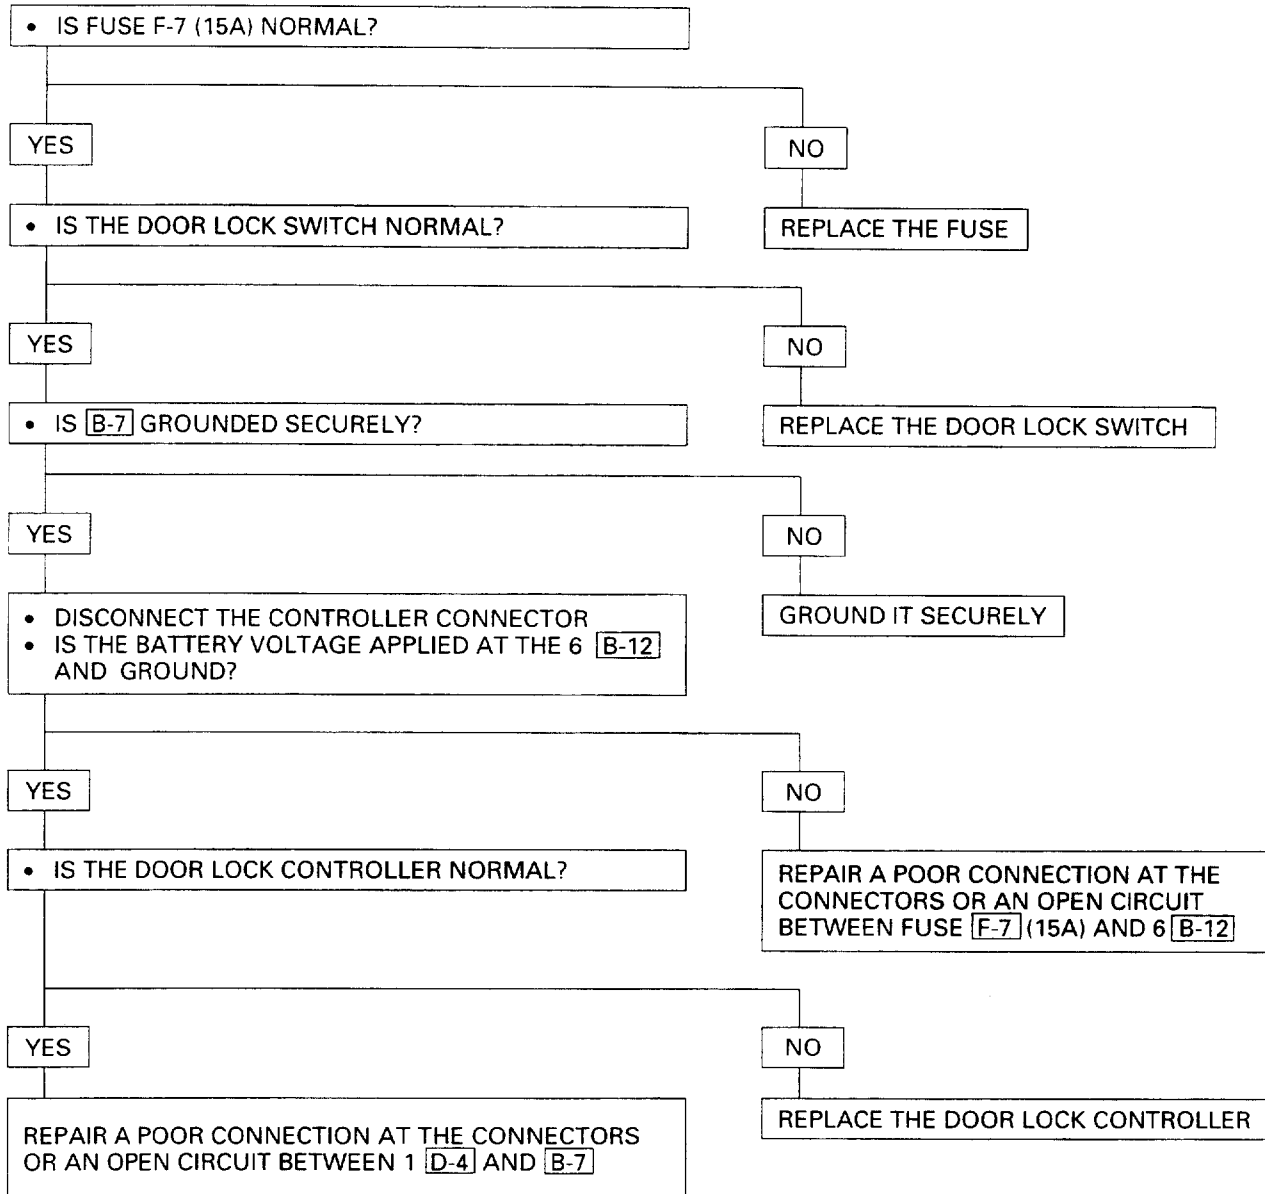 • IS FUSE F-7 (15A) NORMAL?
YES
NO
• IS THE DOOR LOCK SWITCH NORMAL?
REPLACE THE FUSE
YES
NO
• IS B-7 GROUNDED SECURELY?
REPLACE THE DOOR LOCK SWITCH
YES
NO
• DISCONNECT THE CONTROLLER CONNECTOR
• IS THE BATTERY VOLTAGE APPLIED AT THE 6 B-12
AND GROUND?
GROUND IT SECURELY
YES
NO
• IS THE DOOR LOCK CONTROLLER NORMAL?
REPAIR A POOR CONNECTION AT THE
CONNECTORS OR AN OPEN CIRCUIT
BETWEEN FUSE F-7 (15A) AND 6 B-12
YES
NO
REPAIR A POOR CONNECTION AT THE CONNECTORS
OR AN OPEN CIRCUIT BETWEEN 1 D-4 AND B-7
REPLACE THE DOOR LOCK CONTROLLER